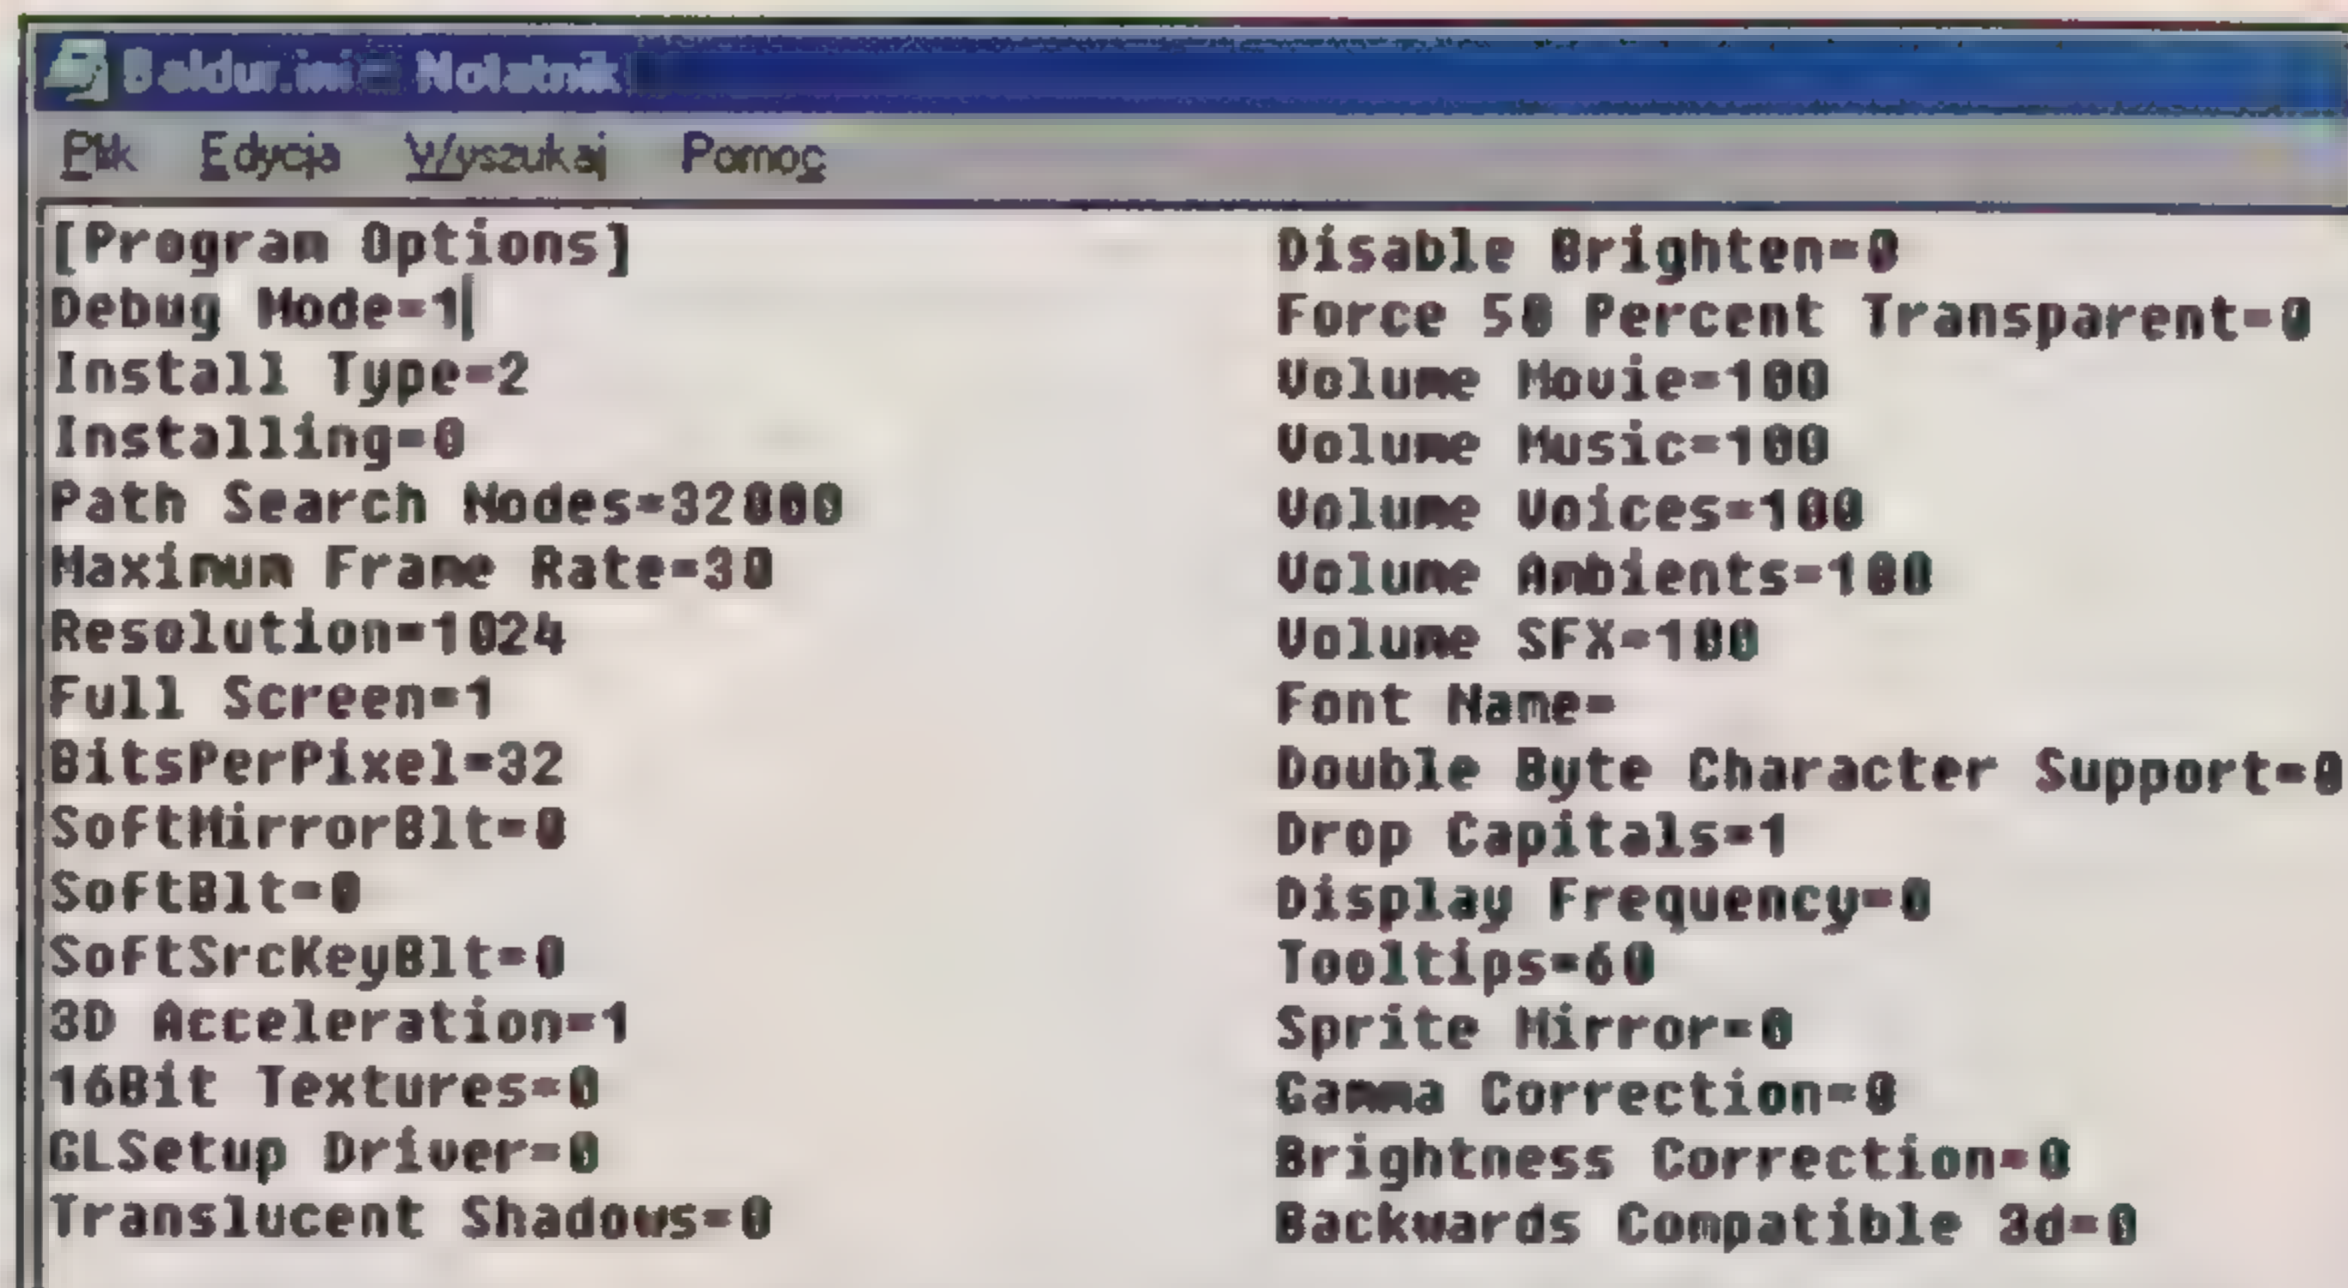 Baldur.ini - Notatnik
Plik Edycja Wyszukaj Pomoc
[Program Options]
Debug Mode=1
Install Type=2
Installing=0
Path Search Nodes=32000
Maximum Frame Rate=30
Resolution=1024
Full Screen=1
BitsPerPixel=32
SoftMirrorBlt=0
SoftBlt=0
SoftSrcKeyBlt=0
3D Acceleration=1
16Bit Textures=0
GLSetup Driver=0
Translucent Shadows=0
Disable Brighten=0
Force 50 Percent Transparent=0
Volume Movie=100
Volume Music=100
Volume Voices=100
Volume Ambients=100
Volume SFX=100
Font Name=
Double Byte Character Support=0
Drop Capitals=1
Display Frequency=0
Tooltips=60
Sprite Mirror=0
Gamma Correction=0
Brightness Correction=0
Backwards Compatible 3d=0